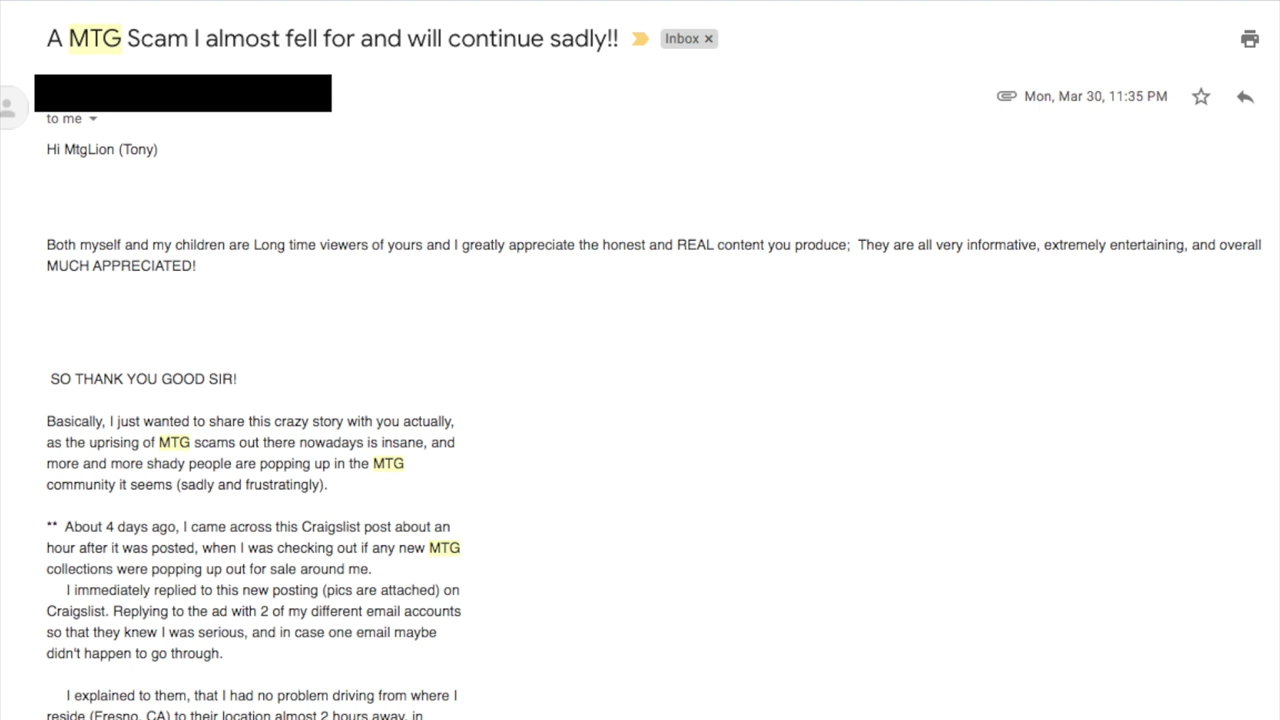 A MTG Scam I almost fell for and will continue sadly!! Inbox ×
Mon, Mar 30, 11:35 PM
to me
Hi MtgLion (Tony)
Both myself and my children are Long time viewers of yours and I greatly appreciate the honest and REAL content you produce;  They are all very informative, extremely entertaining, and overall
MUCH APPRECIATED!
SO THANK YOU GOOD SIR!
Basically, I just wanted to share this crazy story with you actually,
as the uprising of MTG scams out there nowadays is insane, and
more and more shady people are popping up in the MTG
community it seems (sadly and frustratingly).
**  About 4 days ago, I came across this Craigslist post about an
hour after it was posted, when I was checking out if any new MTG
collections were popping up out for sale around me.
I immediately replied to this new posting (pics are attached) on
Craigslist. Replying to the ad with 2 of my different email accounts
so that they knew I was serious, and in case one email maybe
didn't happen to go through.
I explained to them, that I had no problem driving from where I
reside (Fresno, CA) to their location almost 2 hours away, in